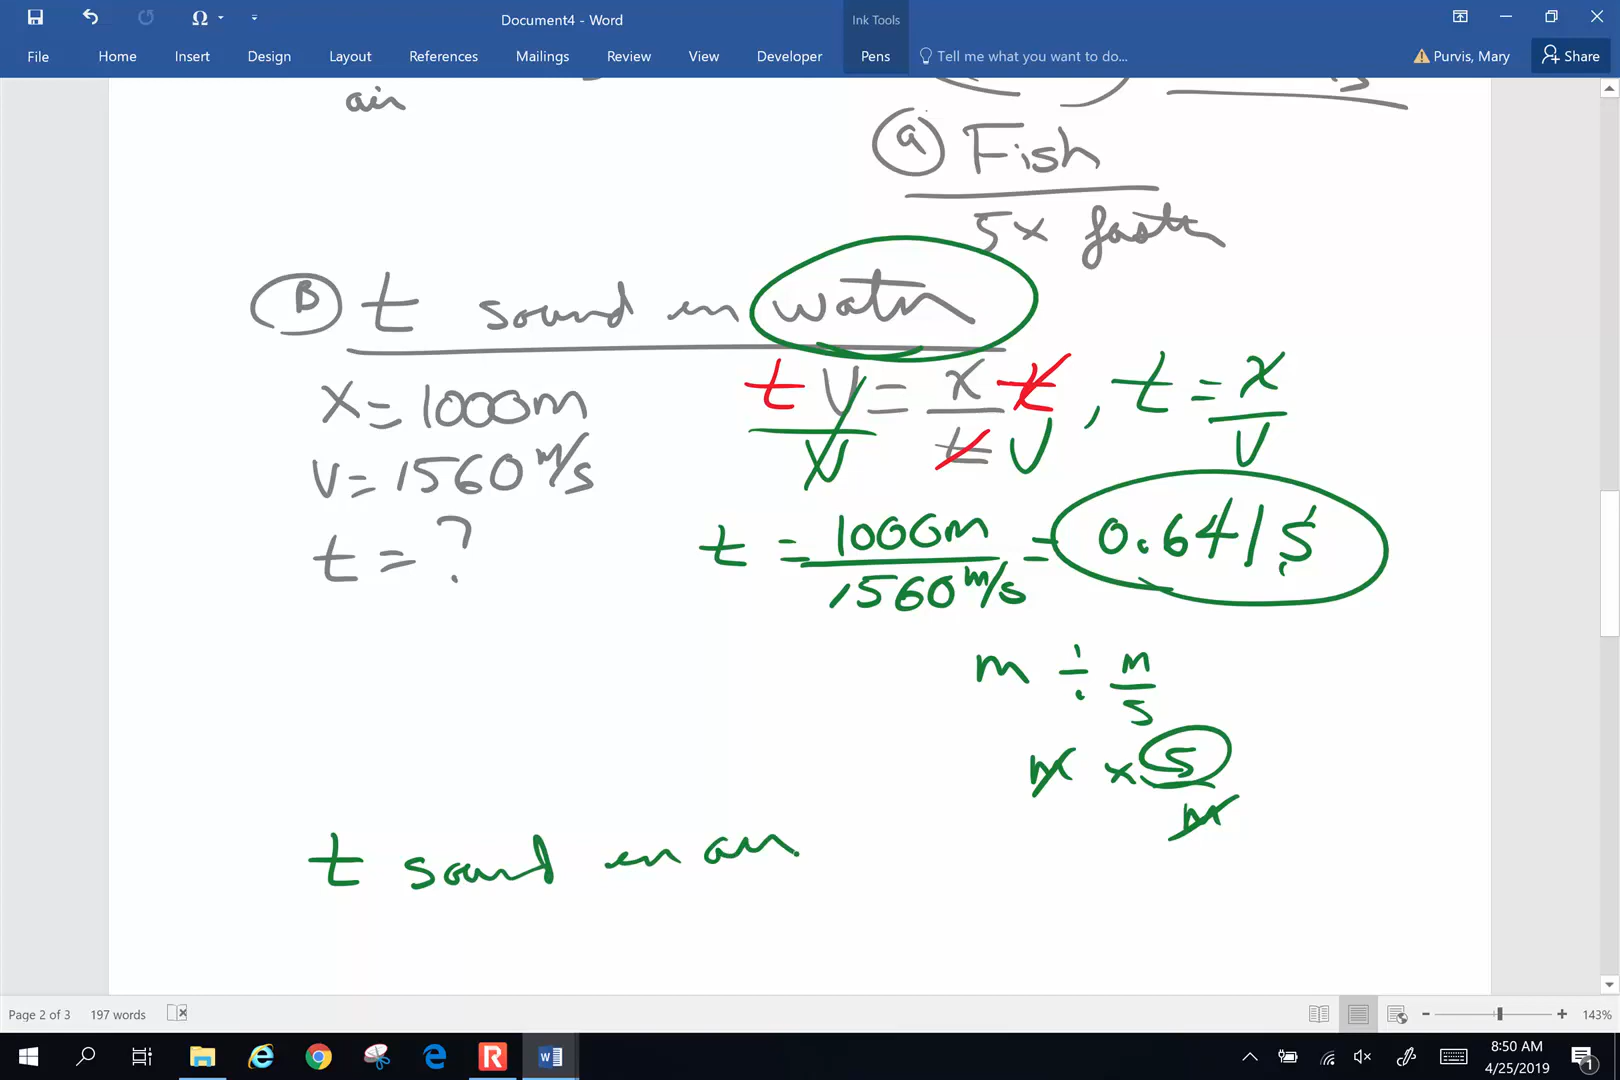 Document4 - Word
Ink Tools
File Home Insert Design Layout References Mailings Review View Developer Pens Tell me what you want to do... Purvis, Mary Share
air
a Fish
5x faster
B t sound in water
x = 1000m
t V = x t , t = x
V t V V
V = 1560 m/s
t = ?
t = 1000m = 0.641 s
1560 m/s
m ÷ m
s
m x s
m
t sound in air
Page 2 of 3 197 words 143%
8:50 AM
4/25/2019
1